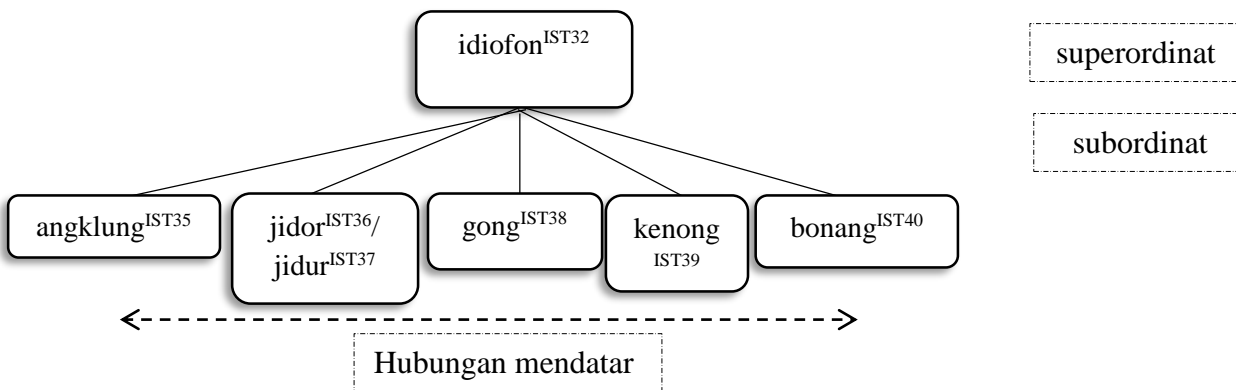 idiofonIST32
superordinat
subordinat
angklungIST35
jidorIST36/
jidurIST37
gongIST38
kenong
IST39
bonangIST40
Hubungan mendatar